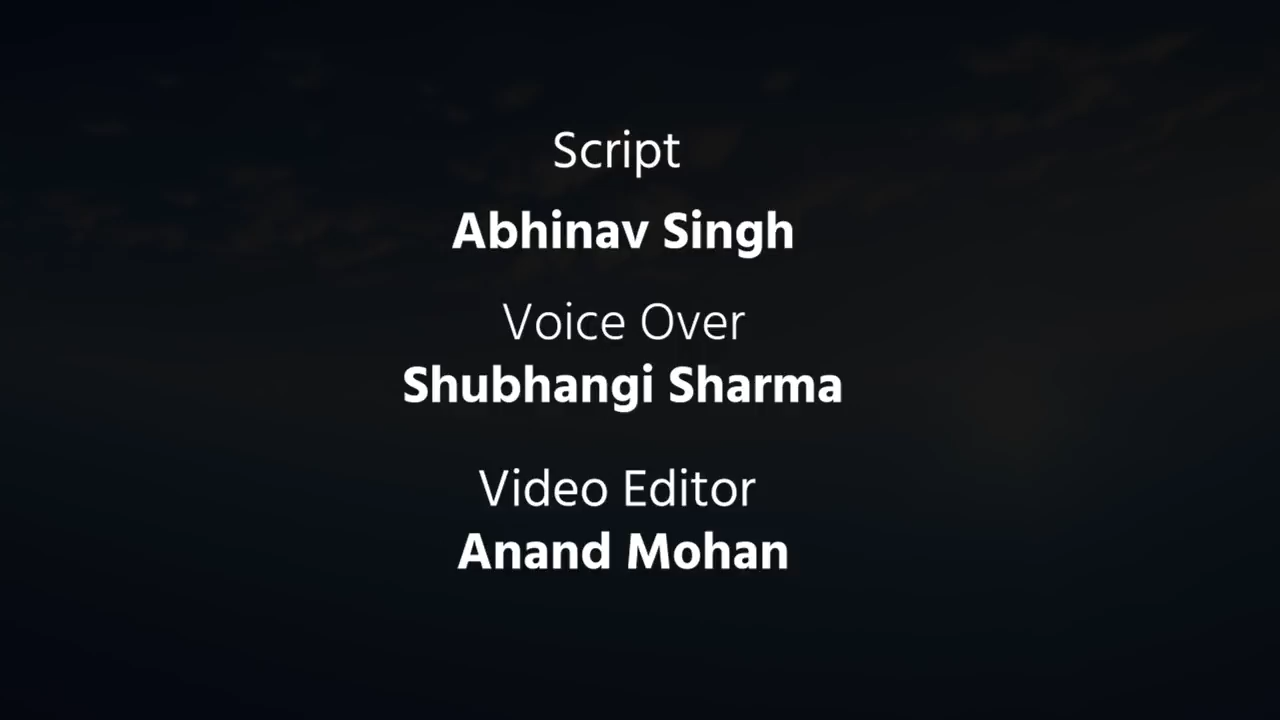 Script
Abhinav Singh
Voice Over
Shubhangi Sharma
Video Editor
Anand Mohan